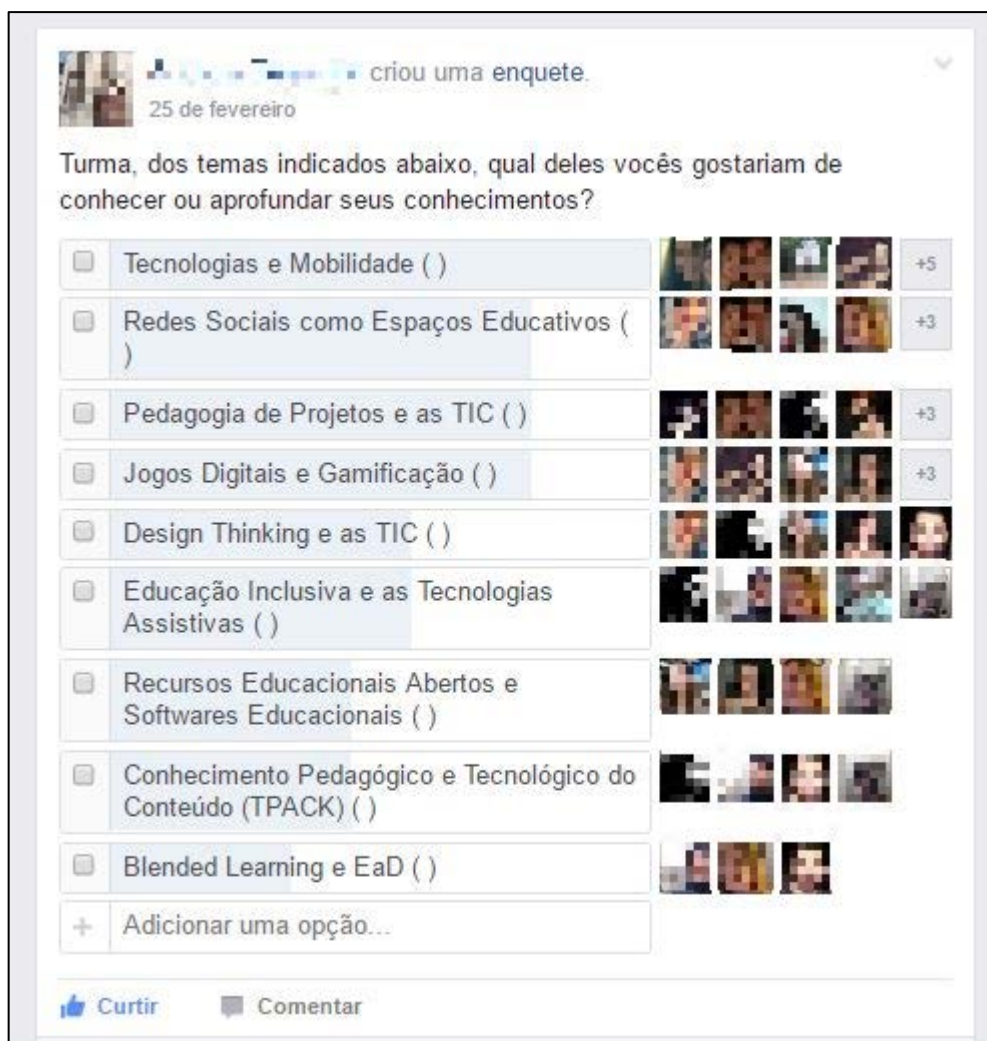 criou uma enquete.
25 de fevereiro
Turma, dos temas indicados abaixo, qual deles vocês gostariam de
conhecer ou aprofundar seus conhecimentos?
Tecnologias e Mobilidade ( )
+5
Redes Sociais como Espaços Educativos (
)
+3
Pedagogia de Projetos e as TIC ( )
+3
Jogos Digitais e Gamificação ( )
+3
Design Thinking e as TIC ( )
Educação Inclusiva e as Tecnologias
Assistivas ( )
Recursos Educacionais Abertos e
Softwares Educacionais ( )
Conhecimento Pedagógico e Tecnológico do
Conteúdo (TPACK) ( )
Blended Learning e EaD ( )
+ Adicionar uma opção...
Curtir Comentar